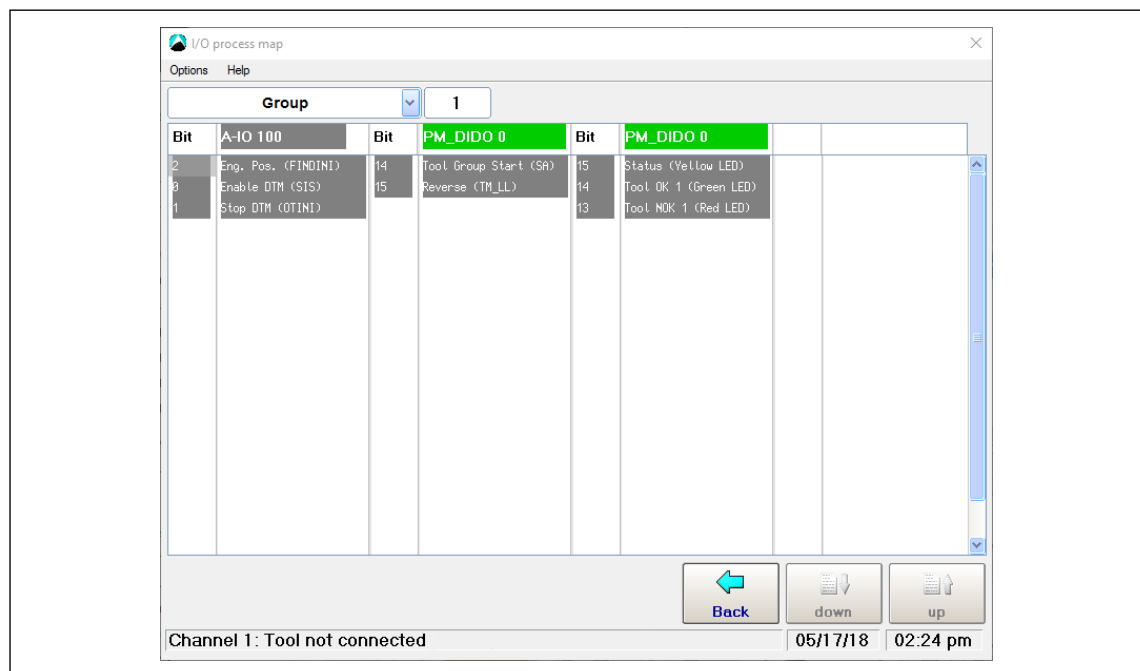 I/O process map
Options Help
Group 1
Bit A-IO 100 Bit PM_DIDO 0 Bit PM_DIDO 0
2 Eng. Pos. (FINDINI) 14 Tool Group Start (SA) 15 Status (Yellow LED)
0 Enable DTM (SIS) 15 Reverse (TM_LL) 14 Tool OK 1 (Green LED)
1 Stop DTM (OTINI) 13 Tool NOK 1 (Red LED)
Back down up
Channel 1: Tool not connected 05/17/18 02:24 pm